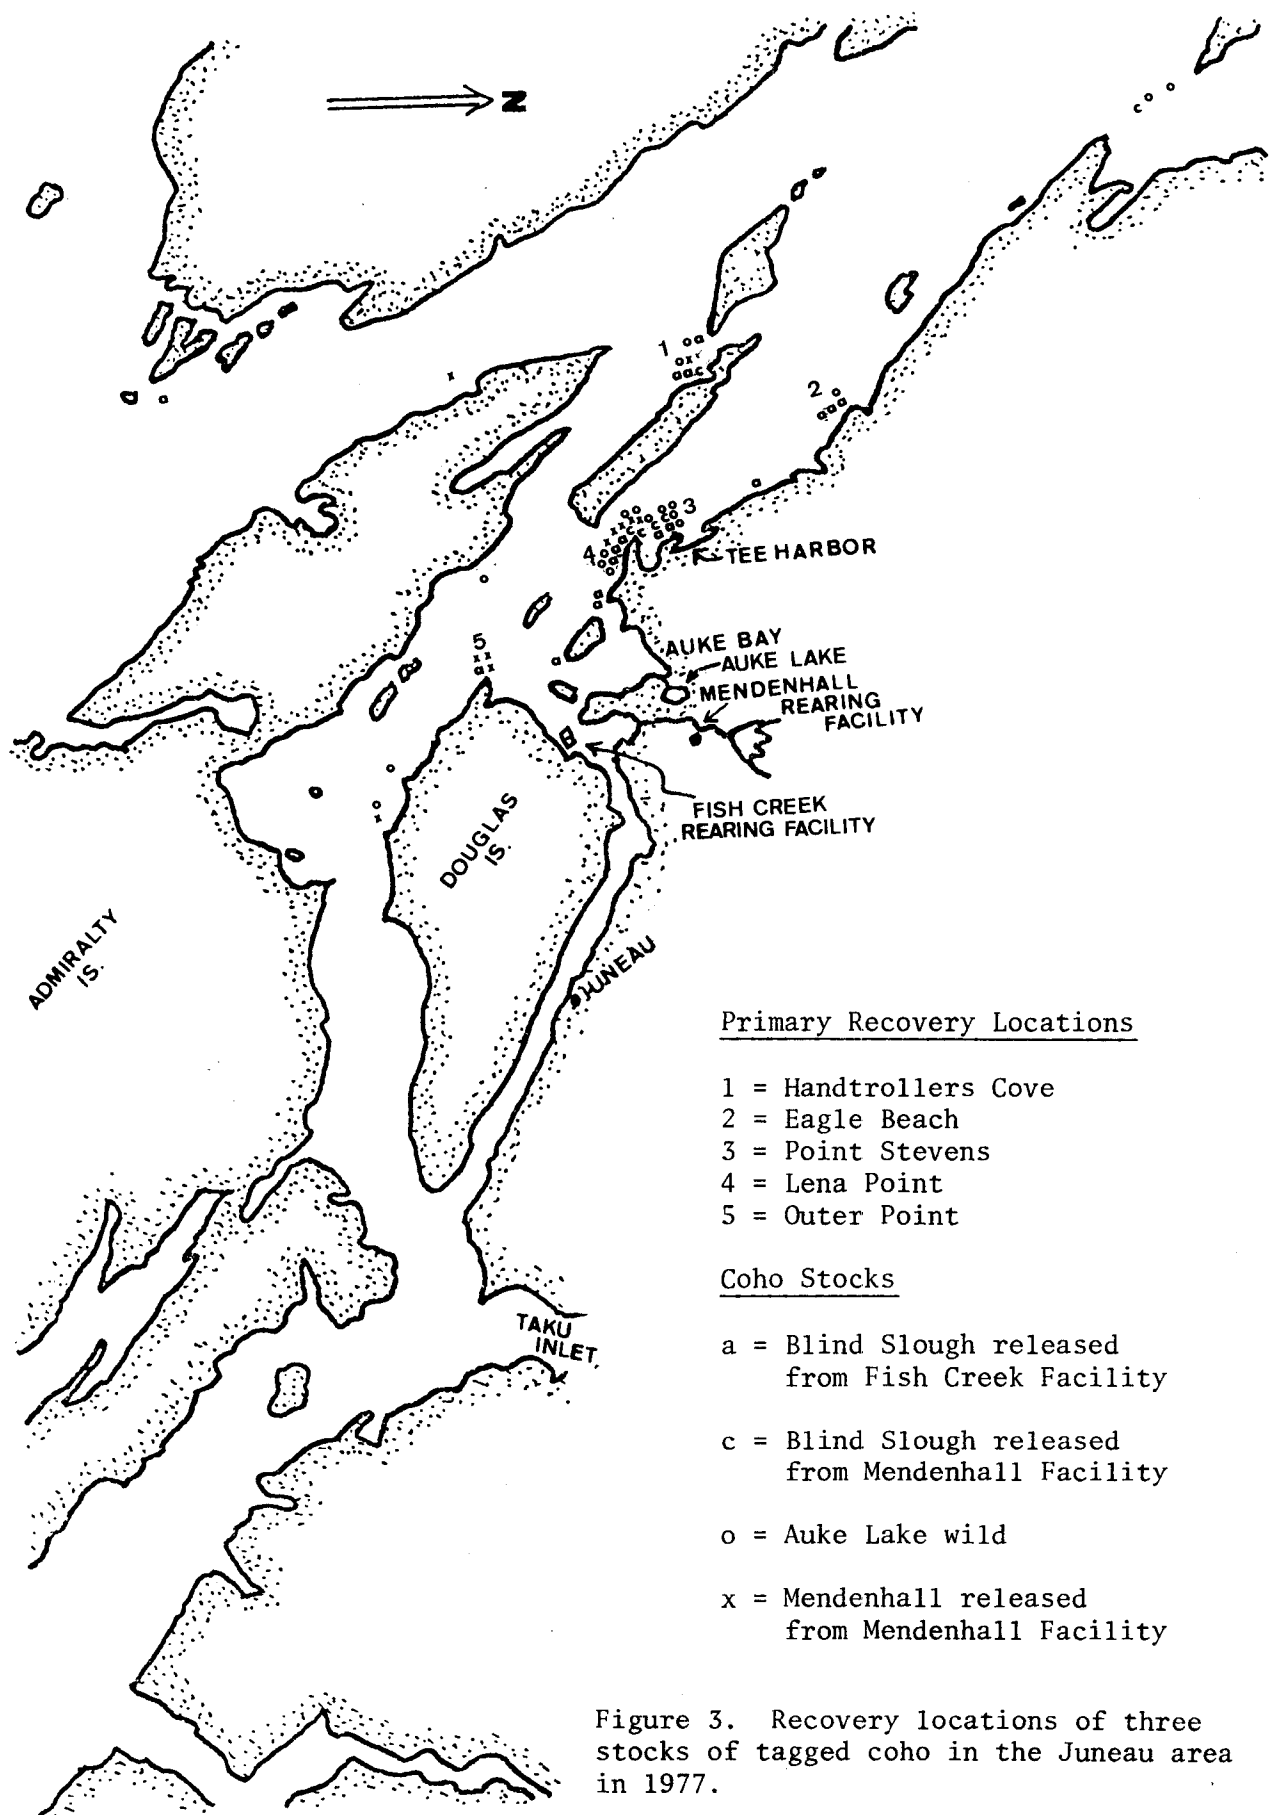 N
1
2
3
4
TEE HARBOR
5
AUKE BAY
AUKE LAKE
MENDENHALL
REARING
FACILITY
FISH CREEK
REARING FACILITY
DOUGLAS
IS.
ADMIRALTY
IS.
JUNEAU
TAKU
INLET
Primary Recovery Locations
1 = Handtrollers Cove
2 = Eagle Beach
3 = Point Stevens
4 = Lena Point
5 = Outer Point
Coho Stocks
a = Blind Slough released
from Fish Creek Facility
c = Blind Slough released
from Mendenhall Facility
o = Auke Lake wild
x = Mendenhall released
from Mendenhall Facility
Figure 3. Recovery locations of three
stocks of tagged coho in the Juneau area
in 1977.